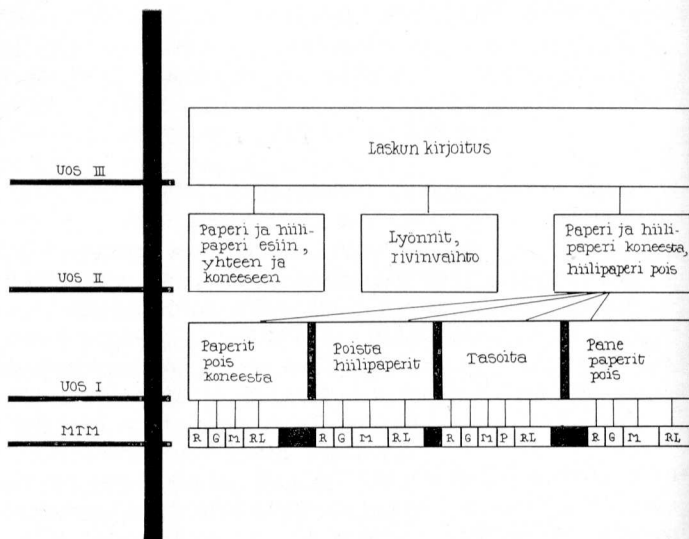 Laskun kirjoitus
UOS III
Paperi ja hiili-
paperi esiin,
yhteen ja
koneeseen
Lyönnit,
rivinvaihto
Paperi ja hiili-
paperi koneesta,
hiilipaperi pois
UOS II
Paperit
pois
koneesta
Poista
hiilipaperit
Tasoita
Pane
paperit
pois
UOS I
MTM
R G M RL R G M RL R G M P RL R G M RL